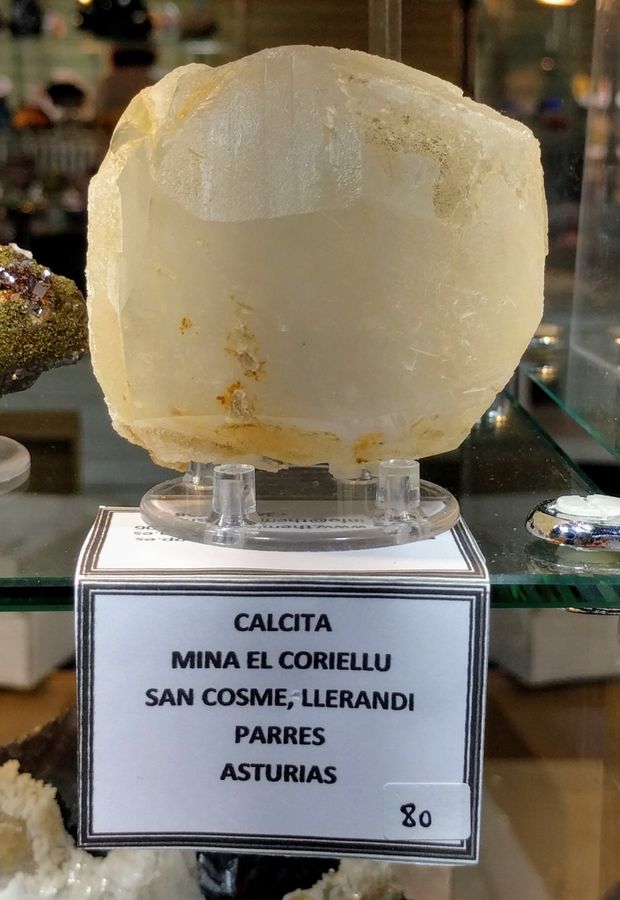 CALCITA
MINA EL CORIELLU
SAN COSME, LLERANDI
PARRES
ASTURIAS
80